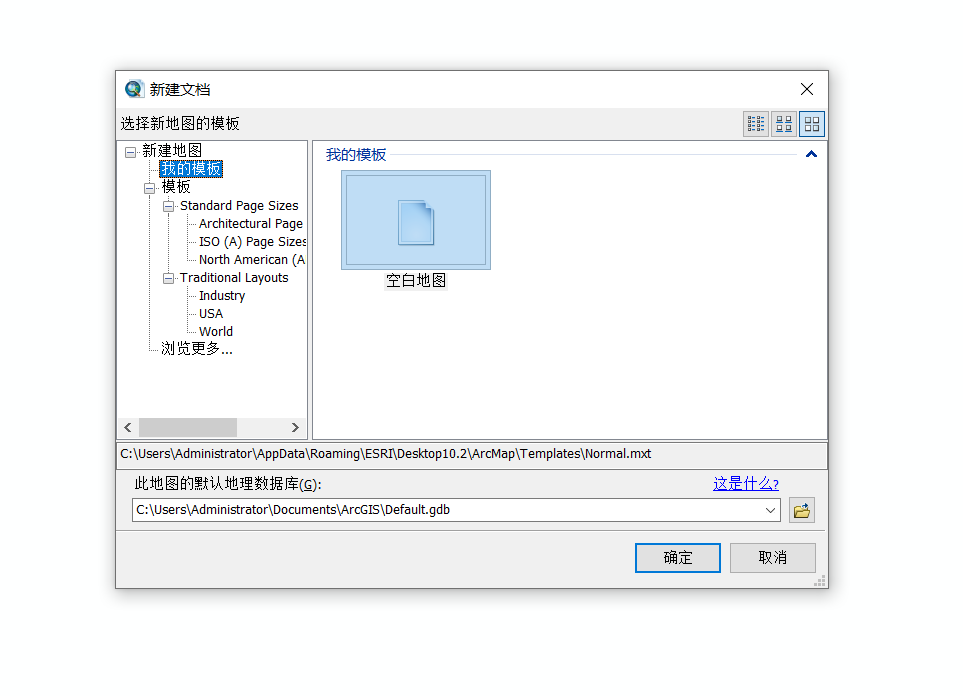 新建文档
选择新地图的模板
新建地图
我的模板
模板
Standard Page Sizes
Architectural Page
ISO (A) Page Sizes
North American (A
Traditional Layouts
Industry
USA
World
浏览更多...
我的模板
空白地图
C:\Users\Administrator\AppData\Roaming\ESRI\Desktop10.2\ArcMap\Templates\Normal.mxt
此地图的默认地理数据库(G):
这是什么?
C:\Users\Administrator\Documents\ArcGIS\Default.gdb
确定
取消